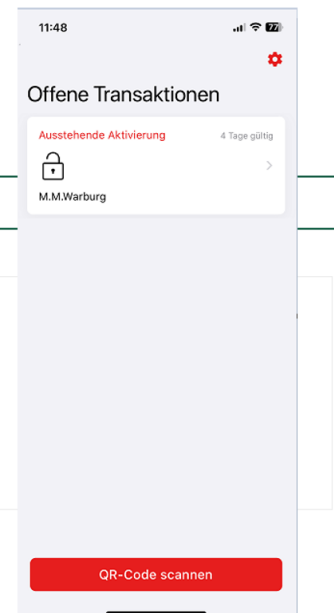 11:48
77
Offene Transaktionen
Ausstehende Aktivierung
4 Tage gültig
M.M.Warburg
QR-Code scannen